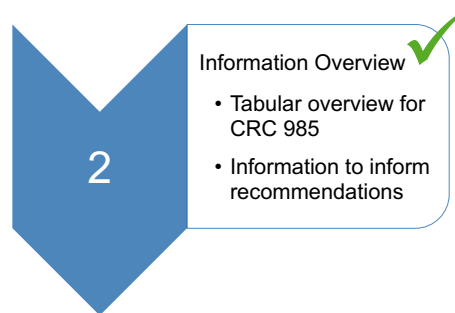 2
Information Overview
• Tabular overview for
CRC 985
• Information to inform
recommendations